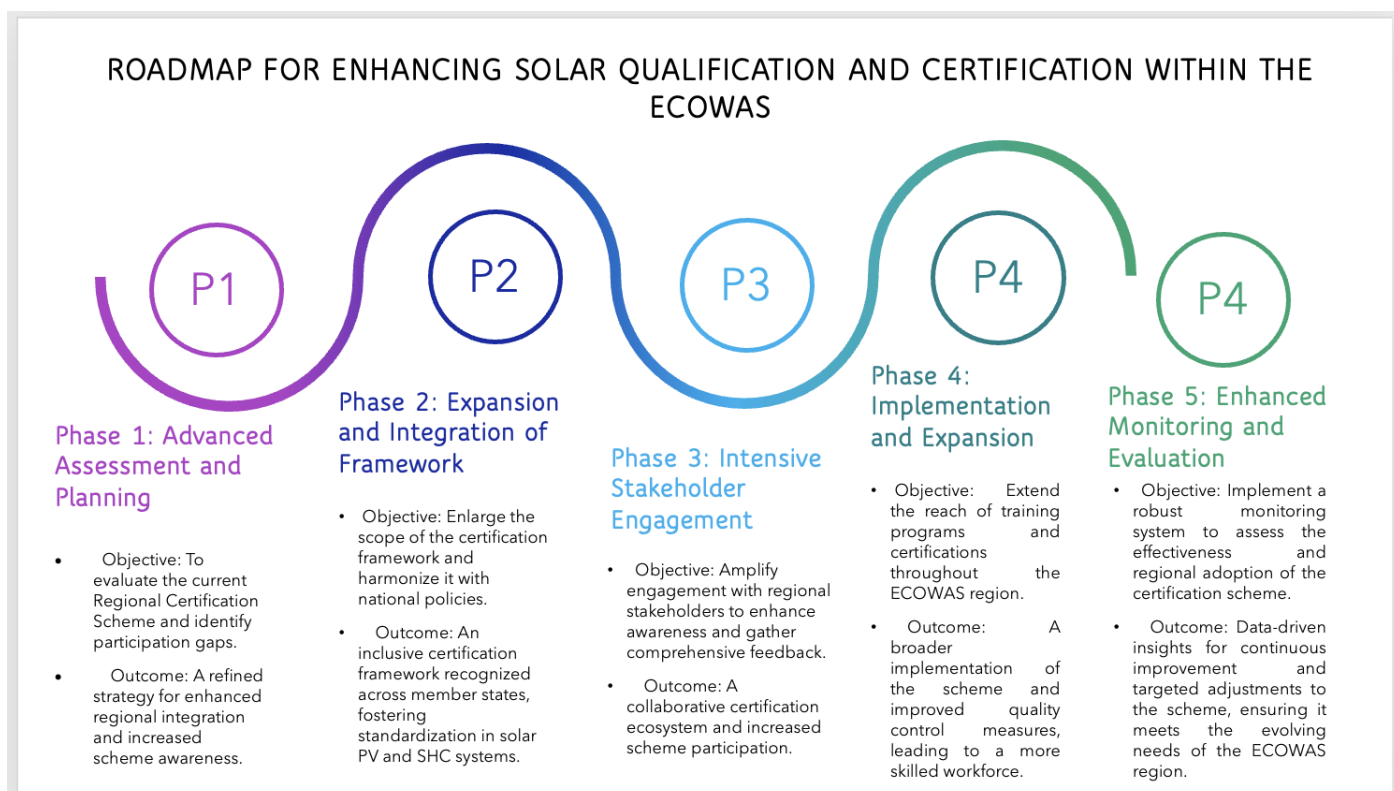 ROADMAP FOR ENHANCING SOLAR QUALIFICATION AND CERTIFICATION WITHIN THE
ECOWAS
P1
P2
P3
P4
P4
Phase 1: Advanced
Assessment and
Planning
• Objective: To
evaluate the current
Regional Certification
Scheme and identify
participation gaps.
• Outcome: A refined
strategy for enhanced
regional integration
and increased
scheme awareness.
Phase 2: Expansion
and Integration of
Framework
• Objective: Enlarge the
scope of the certification
framework and
harmonize it with
national policies.
• Outcome: An
inclusive certification
framework recognized
across member states,
fostering
standardization in solar
PV and SHC systems.
Phase 3: Intensive
Stakeholder
Engagement
• Objective: Amplify
engagement with regional
stakeholders to enhance
awareness and gather
comprehensive feedback.
• Outcome: A
collaborative certification
ecosystem and increased
scheme participation.
Phase 4:
Implementation
and Expansion
• Objective: Extend
the reach of training
programs and
certifications
throughout the
ECOWAS region.
• Outcome: A
broader
implementation of
the scheme and
improved quality
control measures,
leading to a more
skilled workforce.
Phase 5: Enhanced
Monitoring and
Evaluation
• Objective: Implement a
robust monitoring
system to assess the
effectiveness and
regional adoption of the
certification scheme.
• Outcome: Data-driven
insights for continuous
improvement and
targeted adjustments to
the scheme, ensuring it
meets the evolving
needs of the ECOWAS
region.